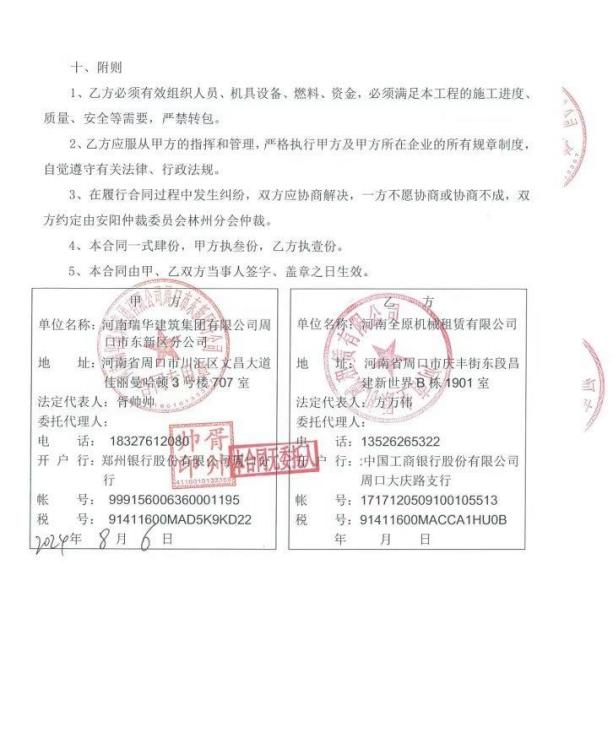 十、附则
1、乙方必须有效组织人员、机具设备、燃料、资金，必须满足本工程的施工进度、
质量、安全等需要，严禁转包。
2、乙方应服从甲方的指挥和管理，严格执行甲方及甲方所在企业的所有规章制度，
自觉遵守有关法律、行政法规。
3、在履行合同过程中发生纠纷，双方应协商解决，一方不愿协商或协商不成，双
方约定由安阳仲裁委员会林州分会仲裁。
4、本合同一式肆份，甲方执叁份，乙方执壹份。
5、本合同由甲、乙双方当事人签字、盖章之日生效。
甲 方
单位名称：河南瑞华建筑集团有限公司周
口市东新区分公司
地 址：河南省周口市川汇区文昌大道
佳丽曼哈顿 3 号楼 707 室
法定代表人：胥帅帅
委托代理人：
电 话： 18327612080
开 户 行：郑州银行股份有限公司周口分
行
帐 号： 999156006360001195
税 号： 91411600MAD5K9KD22
2024年 8 月 6 日
乙 方
单位名称：河南全原机械租赁有限公司
地 址： 河南省周口市庆丰街东段昌
建新世界 B 栋 1901 室
法定代表人：方万伟
委托代理人：
电 话：13526265322
开 户 行：:中国工商银行股份有限公司
周口大庆路支行
帐 号：1717120509100105513
税 号：91411600MACCA1HU0B
年 月 日
帅胥
印帅
本合同无委托人